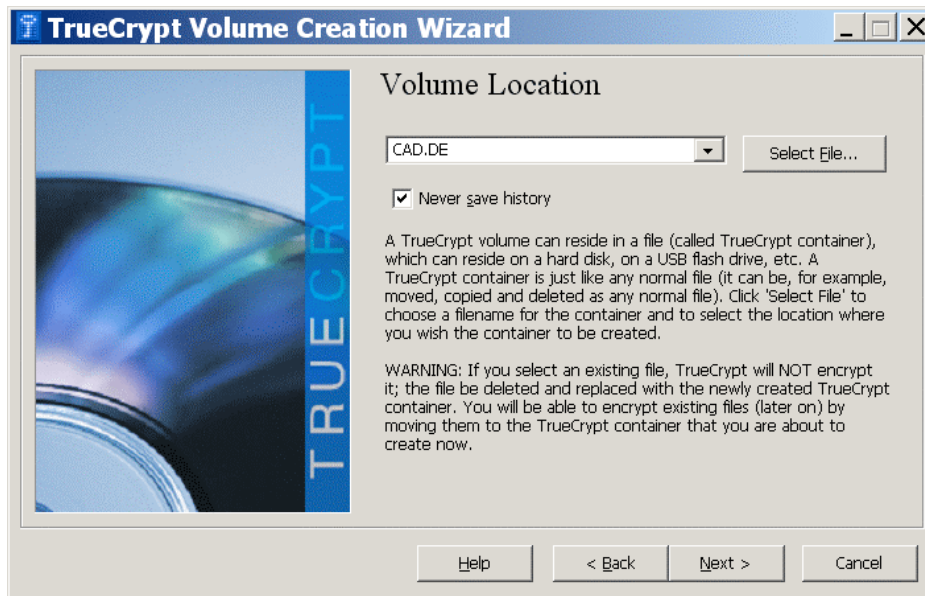 TrueCrypt Volume Creation Wizard
Volume Location
CAD.DE
Select File...
Never save history
A TrueCrypt volume can reside in a file (called TrueCrypt container),
which can reside on a hard disk, on a USB flash drive, etc. A
TrueCrypt container is just like any normal file (it can be, for example,
moved, copied and deleted as any normal file). Click 'Select File' to
choose a filename for the container and to select the location where
you wish the container to be created.
WARNING: If you select an existing file, TrueCrypt will NOT encrypt
it; the file be deleted and replaced with the newly created TrueCrypt
container. You will be able to encrypt existing files (later on) by
moving them to the TrueCrypt container that you are about to
create now.
TRUECRYPT
Help
< Back
Next >
Cancel